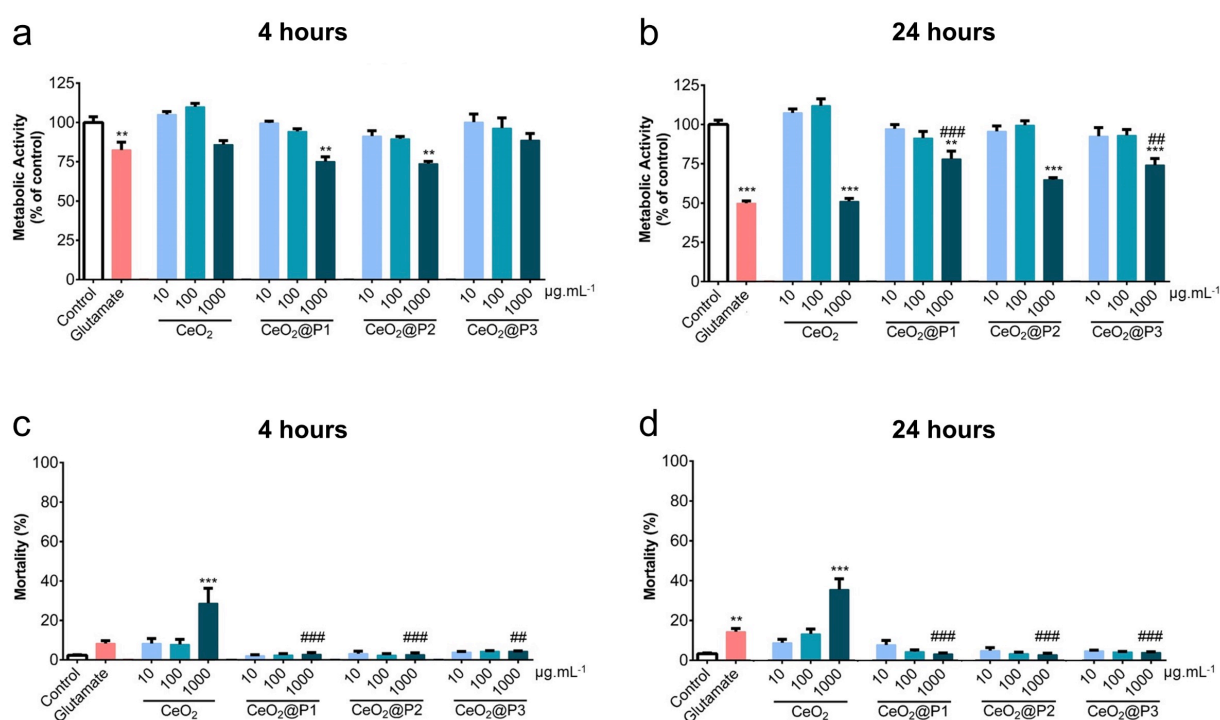 a
4 hours
Metabolic Activity
(% of control)
125
100
75
50
25
0
**
**
**
Control
Glutamate
10
100
1000
10
100
1000
10
100
1000
10
100
1000
µg.mL⁻¹
CeO₂
CeO₂@P1
CeO₂@P2
CeO₂@P3
b
24 hours
Metabolic Activity
(% of control)
125
100
75
50
25
0
***
***
###
**
***
##
***
Control
Glutamate
10
100
1000
10
100
1000
10
100
1000
10
100
1000
µg.mL⁻¹
CeO₂
CeO₂@P1
CeO₂@P2
CeO₂@P3
c
4 hours
Mortality (%)
100
80
60
40
20
0
***
###
###
##
Control
Glutamate
10
100
1000
10
100
1000
10
100
1000
10
100
1000
µg.mL⁻¹
CeO₂
CeO₂@P1
CeO₂@P2
CeO₂@P3
d
24 hours
Mortality (%)
100
80
60
40
20
0
**
***
###
###
###
Control
Glutamate
10
100
1000
10
100
1000
10
100
1000
10
100
1000
µg.mL⁻¹
CeO₂
CeO₂@P1
CeO₂@P2
CeO₂@P3